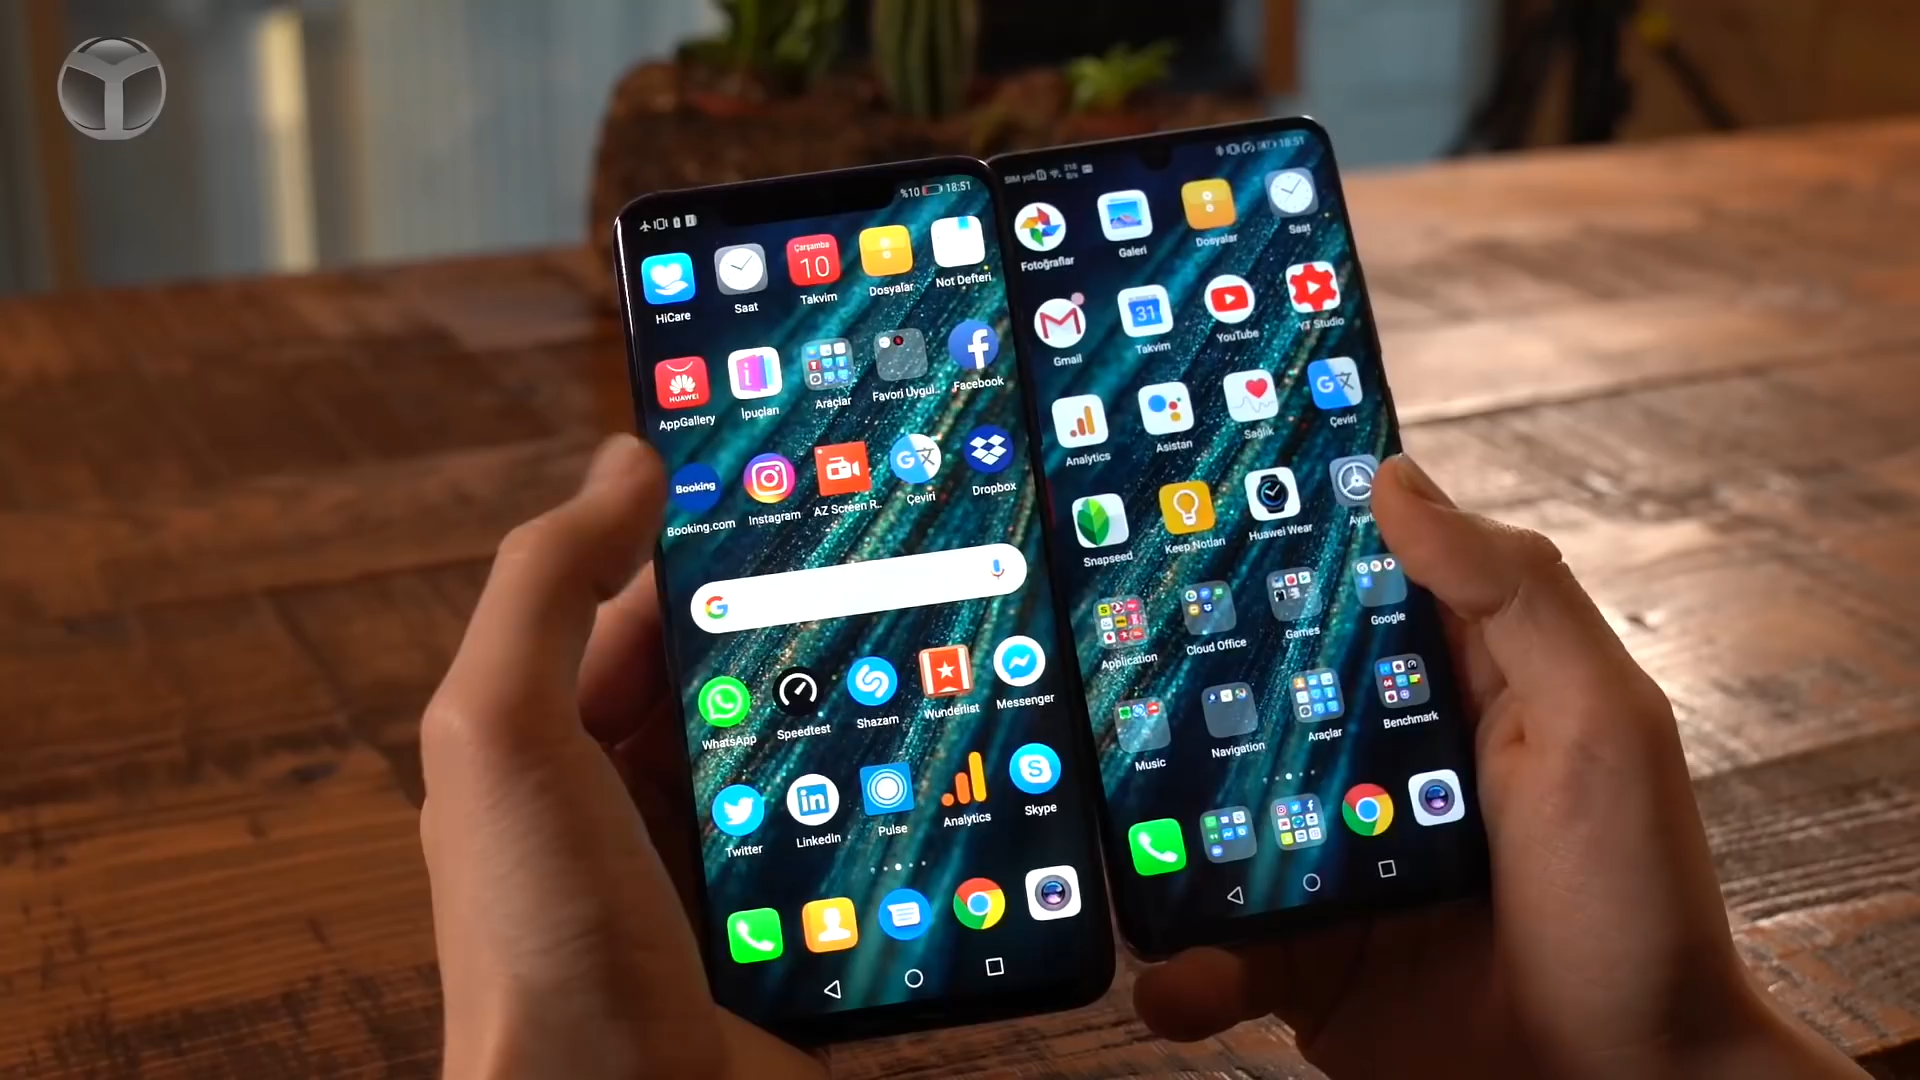 %10 18:51
HiCare
Saat
Çarşamba
10
Takvim
Dosyalar
Not Defteri
HUAWEI
AppGallery
İpuçları
Araçlar
Favori Uygul..
Facebook
Booking
Booking.com
Instagram
AZ Screen R..
Çeviri
Dropbox
WhatsApp
Speedtest
Shazam
Wunderlist
Messenger
Twitter
LinkedIn
Pulse
Analytics
Skype
SIM yok
18:51
Fotoğraflar
Galeri
Dosyalar
Saat
Gmail
31
Takvim
YouTube
YT Studio
Analytics
Asistan
Sağlık
Çeviri
Snapseed
Keep Notları
Huawei Wear
Application
Cloud Office
Games
Google
Music
Navigation
Araçlar
Benchmark